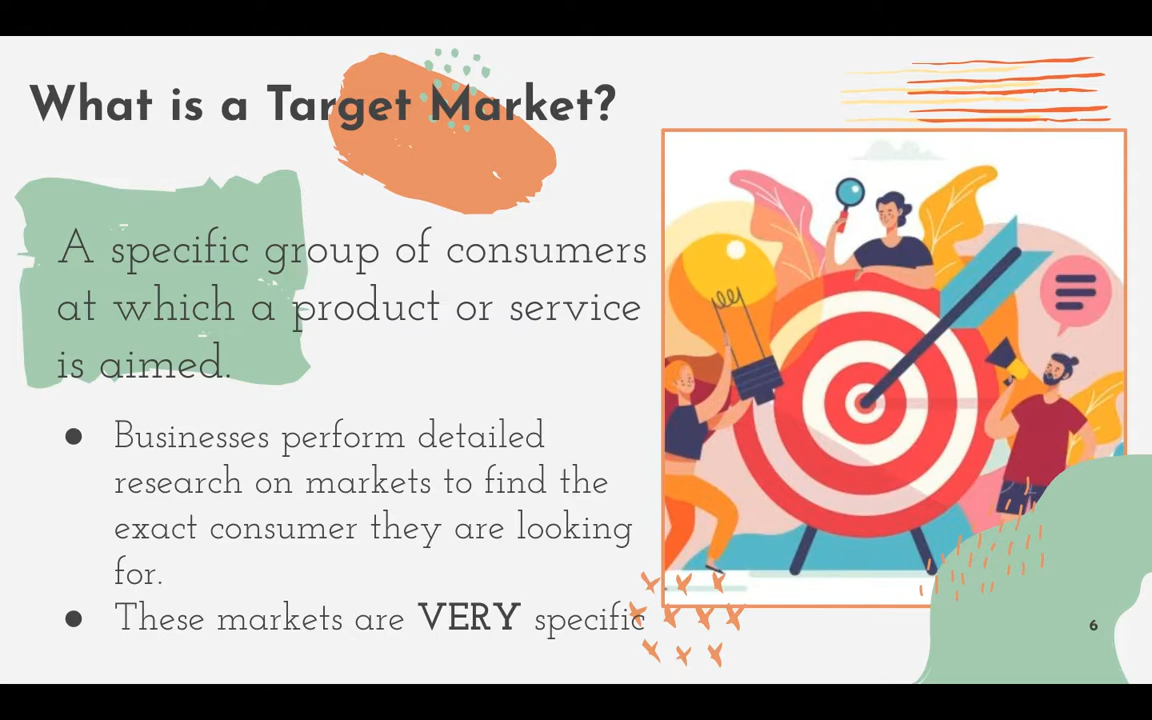 What is a Target Market?
A specific group of consumers
at which a product or service
is aimed.
● Businesses perform detailed
research on markets to find the
exact consumer they are looking
for.
● These markets are VERY specific
6